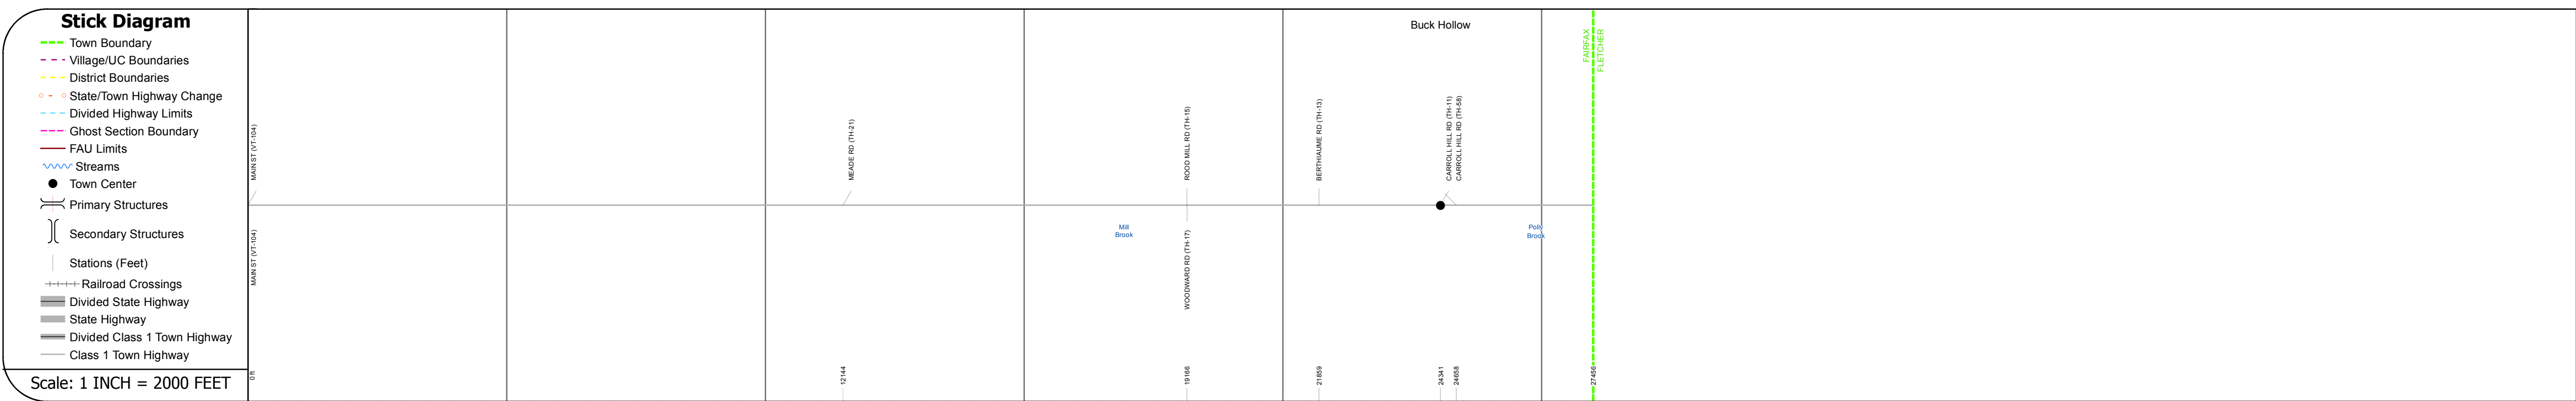 Stick Diagram
Town Boundary
Village/UC Boundaries
District Boundaries
State/Town Highway Change
Divided Highway Limits
Ghost Section Boundary
FAU Limits
Streams
Town Center
Primary Structures
Secondary Structures
Stations (Feet)
Railroad Crossings
Divided State Highway
State Highway
Divided Class 1 Town Highway
Class 1 Town Highway
Scale: 1 INCH = 2000 FEET
Buck Hollow
FAIRFAX
FLETCHER
MAIN ST (VT-104)
MEADE RD (TH-21)
ROOD MILL RD (TH-15)
BERTHIAUME RD (TH-13)
CARROLL HILL RD (TH-11)
CARROLL HILL RD (TH-58)
MAIN ST (VT-104)
Mill
Brook
WOODWARD RD (TH-17)
Polly
Brook
0 ft
12144
19166
21859
24341
24658
27456